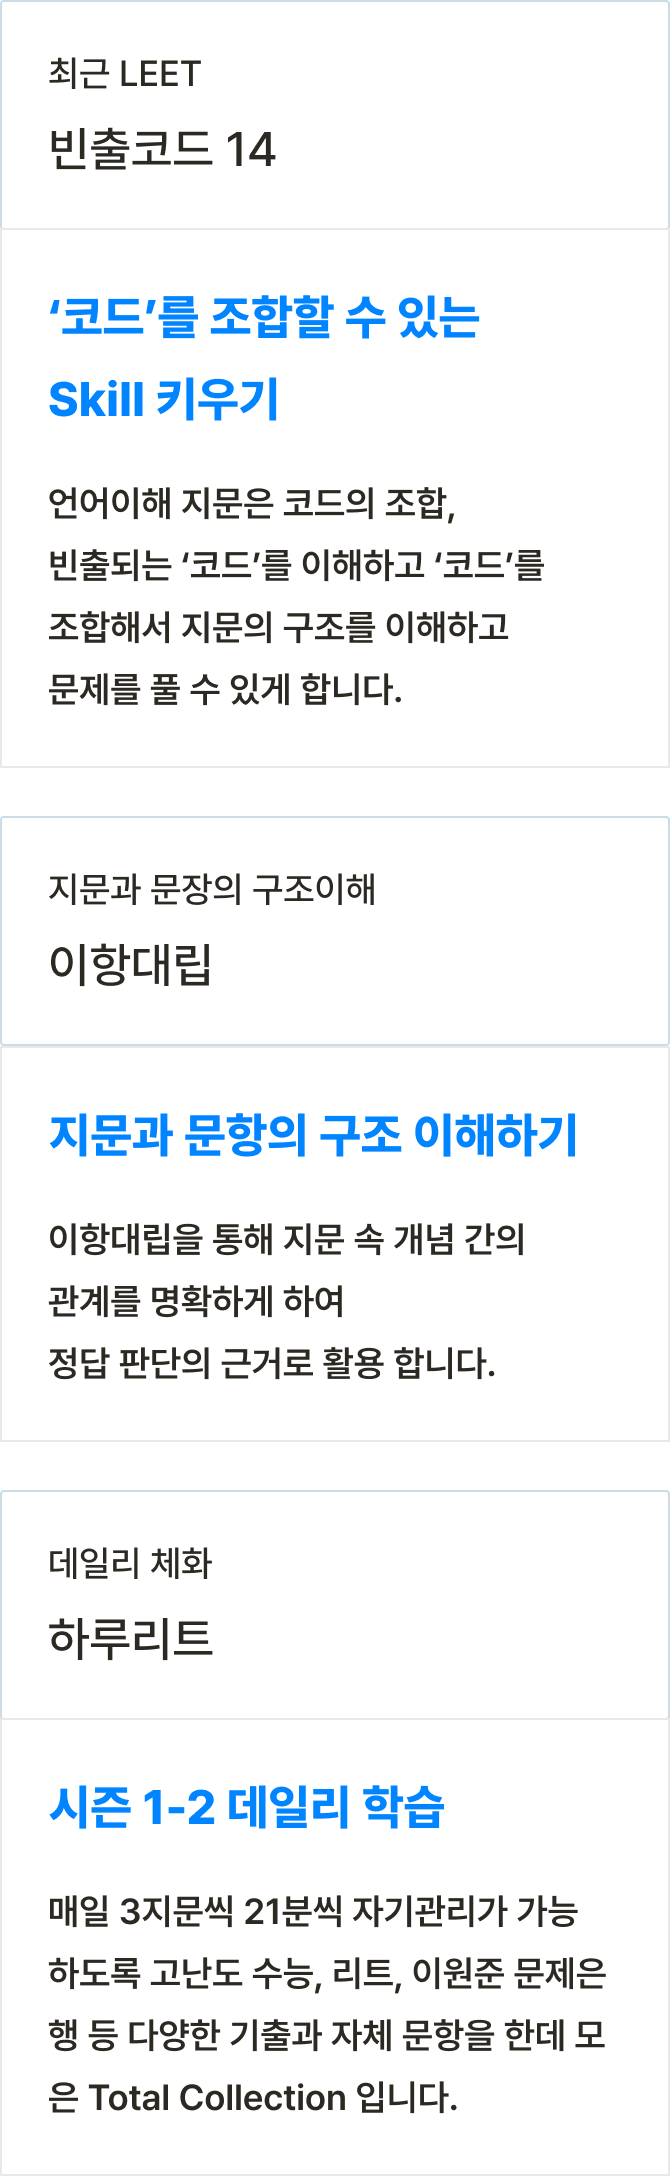 최근 LEET
빈출코드 14
‘코드’를 조합할 수 있는
Skill 키우기
언어이해 지문은 코드의 조합,
빈출되는 ‘코드’를 이해하고 ‘코드’를
조합해서 지문의 구조를 이해하고
문제를 풀 수 있게 합니다.
지문과 문장의 구조이해
이항대립
지문과 문항의 구조 이해하기
이항대립을 통해 지문 속 개념 간의
관계를 명확하게 하여
정답 판단의 근거로 활용 합니다.
데일리 체화
하루리트
시즌 1-2 데일리 학습
매일 3지문씩 21분씩 자기관리가 가능
하도록 고난도 수능, 리트, 이원준 문제은
행 등 다양한 기출과 자체 문항을 한데 모
은 Total Collection 입니다.